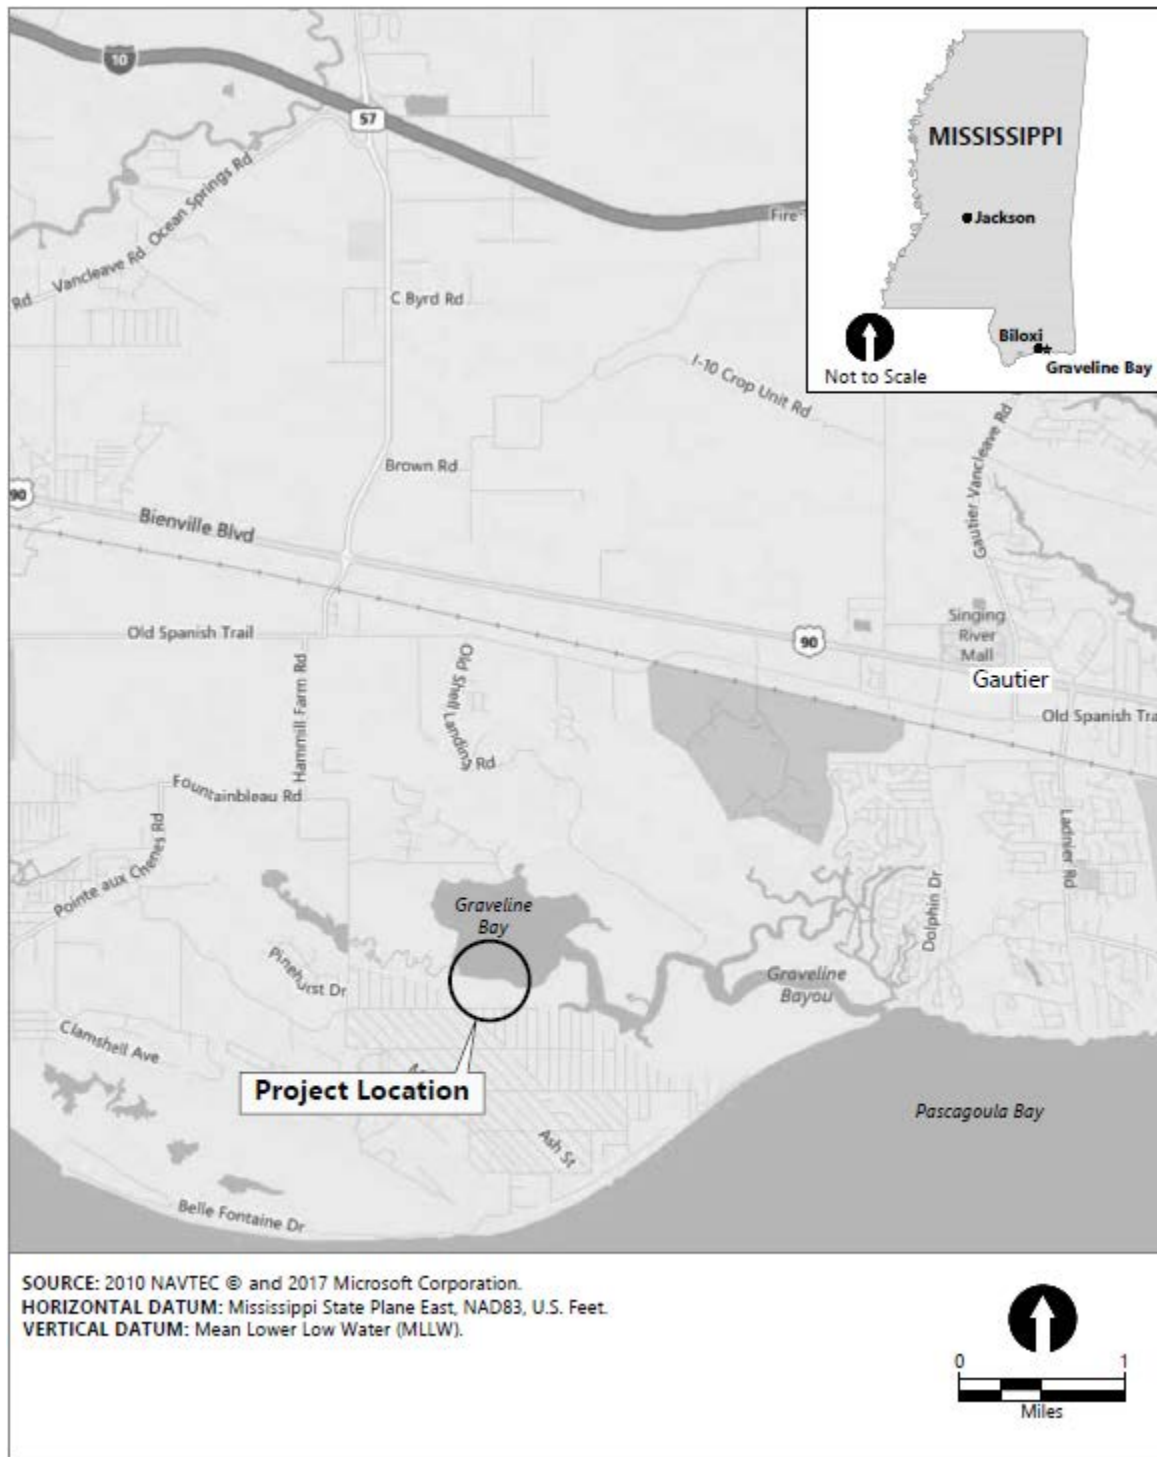 10
57
Vancleave Rd
Ocean Springs Rd
Rd
Fire
C Byrd Rd
I-10 Crop Unit Rd
Brown Rd
90
Bienville Blvd
Gautier Vancleave Rd
Old Spanish Trail
90
Singing
River
Mall
Gautier
Old Spanish Tra
Hammill Farm Rd
Old Shell Landing Rd
Fountainbleau Rd
Pointe aux Chenes Rd
Ladnier Rd
Dolphin Dr
Graveline
Bay
Pinehurst Dr
Graveline
Bayou
Clamshell Ave
Project Location
Ash St
Pascagoula Bay
Belle Fontaine Dr
MISSISSIPPI
Jackson
Biloxi
Graveline Bay
Not to Scale
SOURCE: 2010 NAVTEC © and 2017 Microsoft Corporation.
HORIZONTAL DATUM: Mississippi State Plane East, NAD83, U.S. Feet.
VERTICAL DATUM: Mean Lower Low Water (MLLW).
0 1
Miles